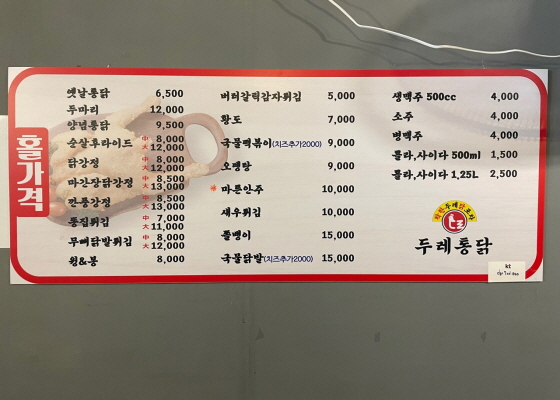 홀가격
옛날통닭 6,500
두마리 12,000
양념통닭 9,500
순살후라이드 中 8,000
大 12,000
닭강정 中 8,000
大 12,000
마간장닭강정 中 8,500
大 13,000
깐풍강정 中 8,500
大 13,000
똥집튀김 中 7,000
大 11,000
무뼈닭발튀김 中 8,000
大 12,000
윙&봉 8,000
버터갈릭감자튀김 5,000
황도 7,000
국물떡볶이(치즈추가2000) 9,000
오뎅탕 9,000
* 마른안주 10,000
새우튀김 10,000
쫄뱅이 15,000
국물닭발(치즈추가2000) 15,000
생맥주 500cc 4,000
소주 4,000
병맥주 4,000
콜라,사이다 500ml 1,500
콜라,사이다 1,25L 2,500
두레통닭